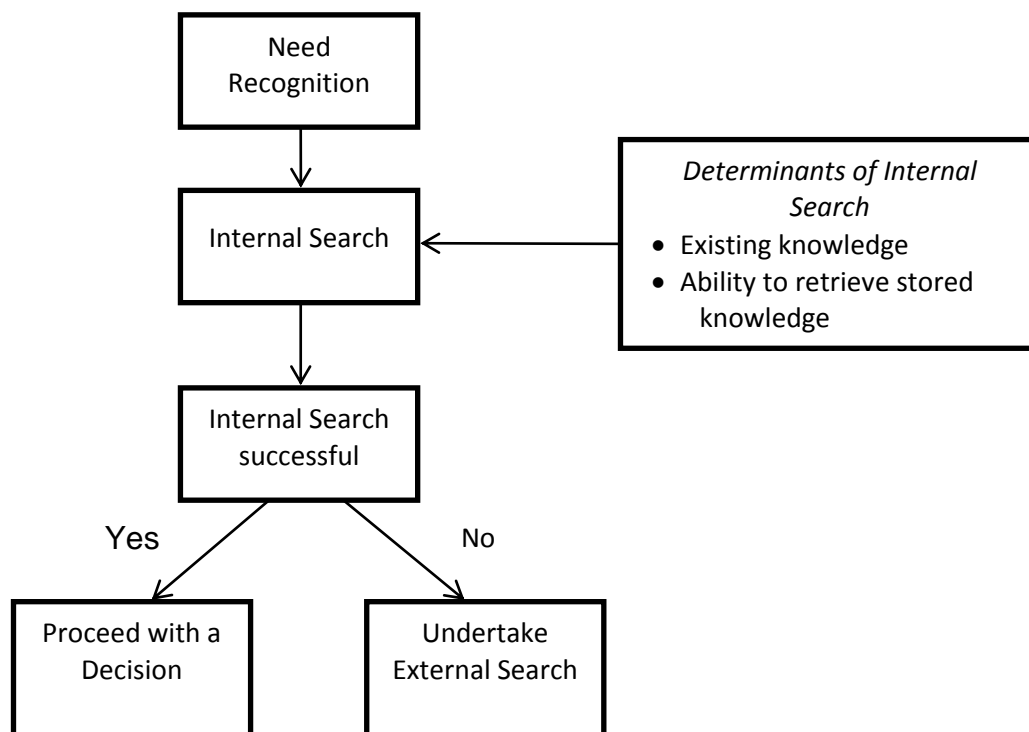 Need
Recognition
Internal Search
Determinants of Internal
Search
• Existing knowledge
• Ability to retrieve stored
knowledge
Internal Search
successful
Yes
No
Proceed with a
Decision
Undertake
External Search